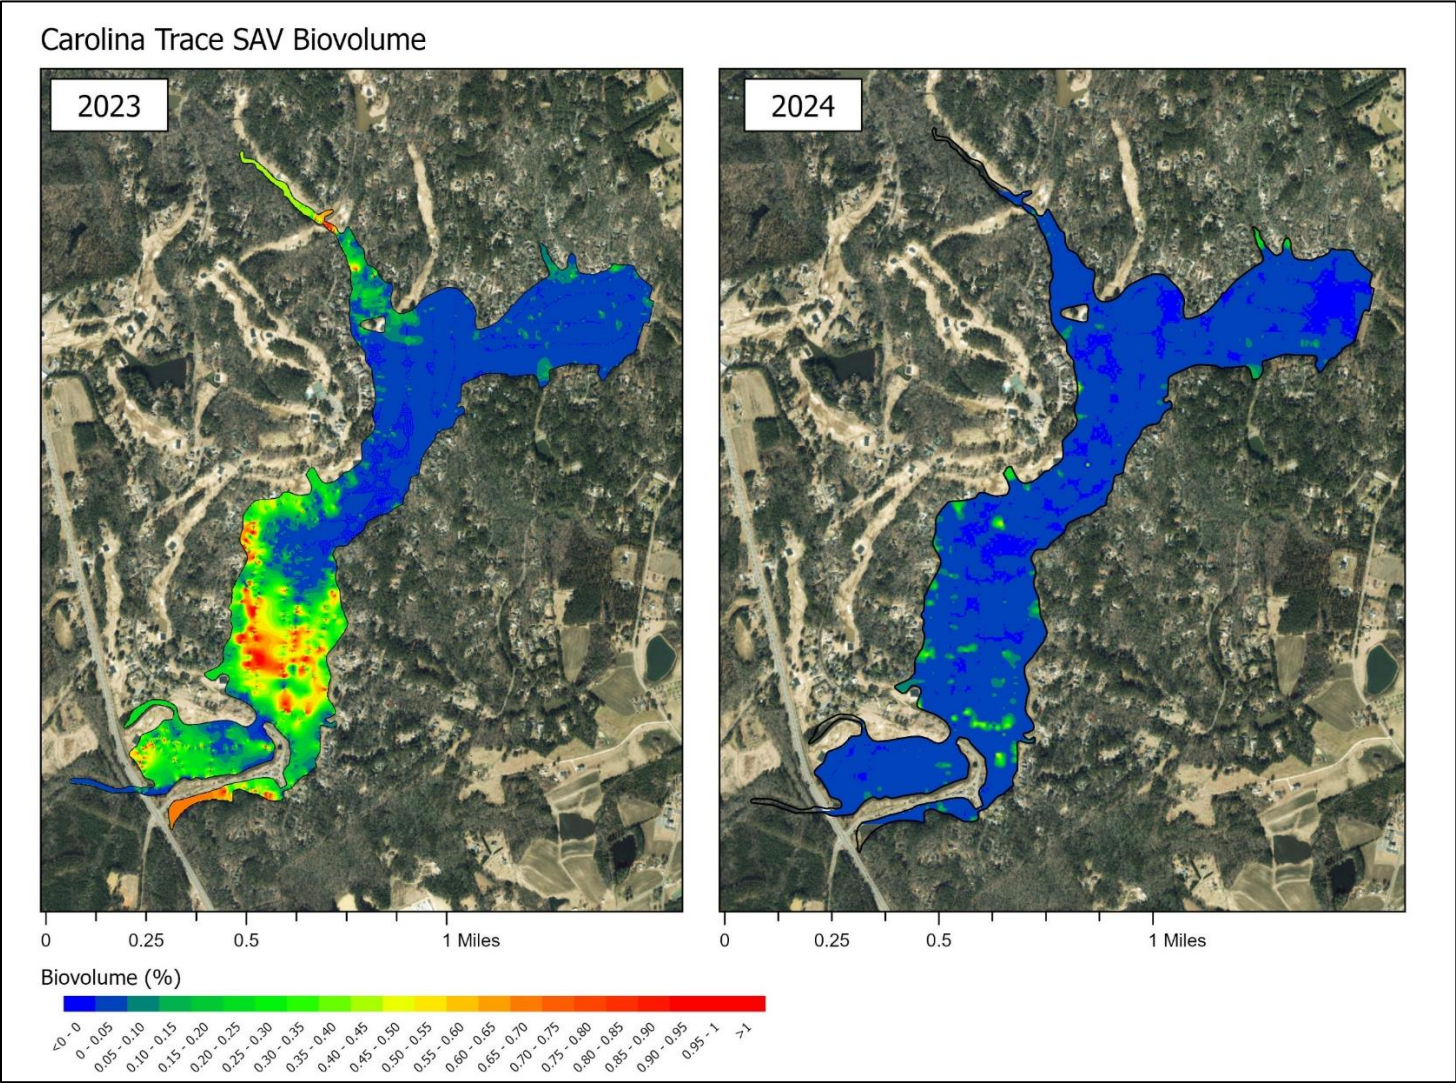 Carolina Trace SAV Biovolume
2023
2024
0 0.25 0.5 1 Miles
0 0.25 0.5 1 Miles
Biovolume (%)
<0 - 0
0 - 0.05
0.05 - 0.10
0.10 - 0.15
0.15 - 0.20
0.20 - 0.25
0.25 - 0.30
0.30 - 0.35
0.35 - 0.40
0.40 - 0.45
0.45 - 0.50
0.50 - 0.55
0.55 - 0.60
0.60 - 0.65
0.65 - 0.70
0.70 - 0.75
0.75 - 0.80
0.80 - 0.85
0.85 - 0.90
0.90 - 0.95
0.95 - 1
>1